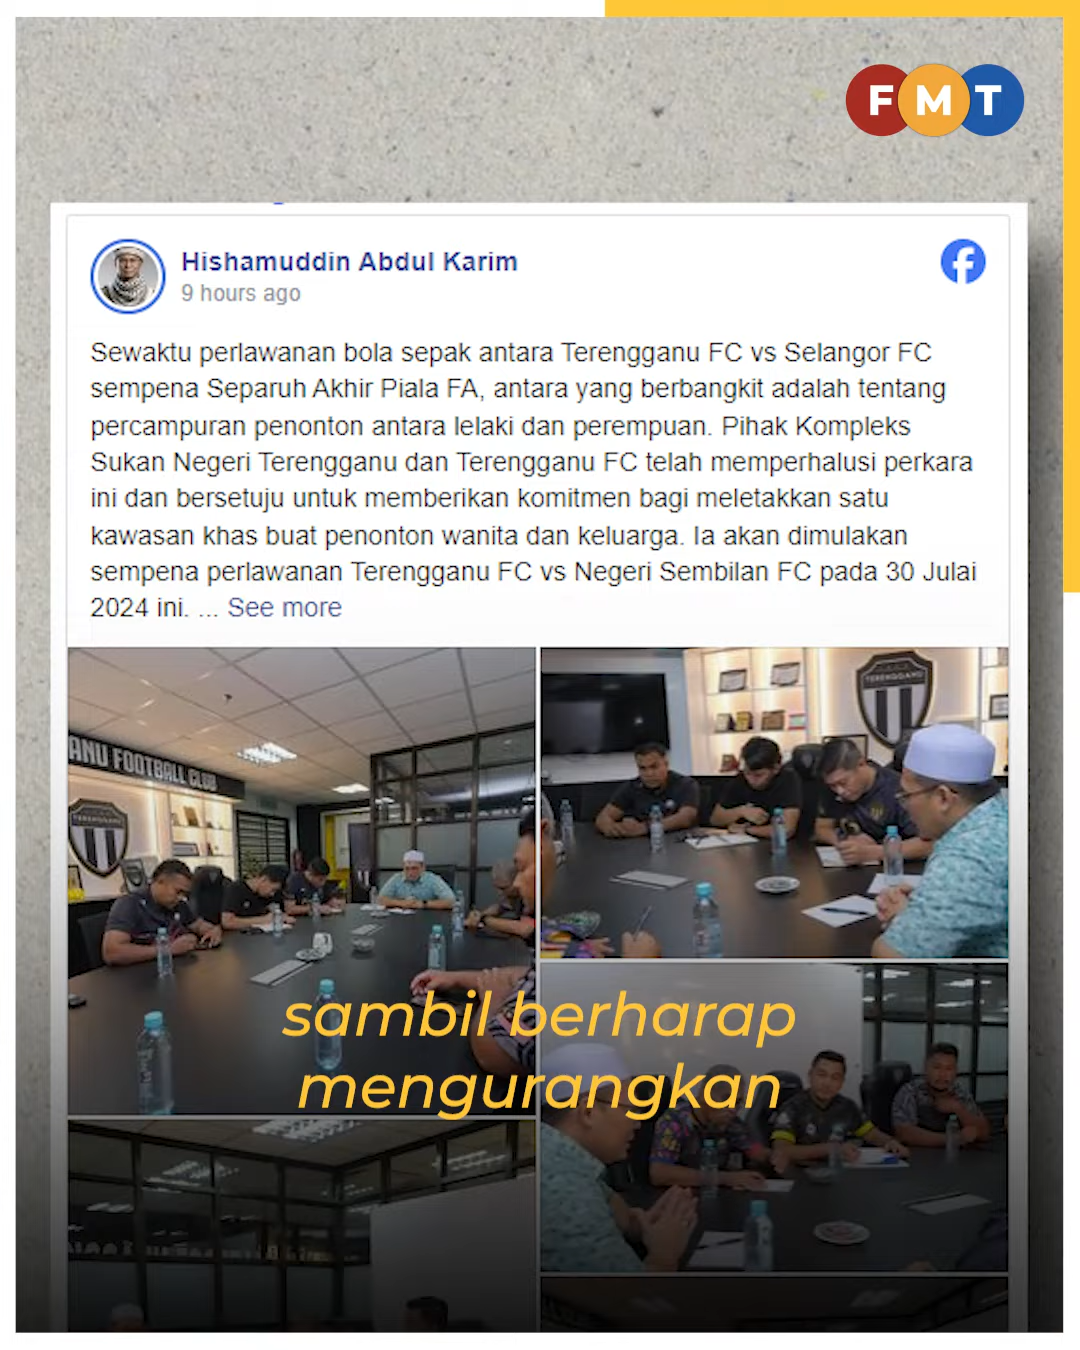 FMT
Hishamuddin Abdul Karim
9 hours ago
Sewaktu perlawanan bola sepak antara Terengganu FC vs Selangor FC
sempena Separuh Akhir Piala FA, antara yang berbangkit adalah tentang
percampuran penonton antara lelaki dan perempuan. Pihak Kompleks
Sukan Negeri Terengganu dan Terengganu FC telah memperhalusi perkara
ini dan bersetuju untuk memberikan komitmen bagi meletakkan satu
kawasan khas buat penonton wanita dan keluarga. Ia akan dimulakan
sempena perlawanan Terengganu FC vs Negeri Sembilan FC pada 30 Julai
2024 ini. ... See more
TERENGGANU
ANU FOOTBALL CLUB
TERENGGANU
sambil berharap
mengurangkan